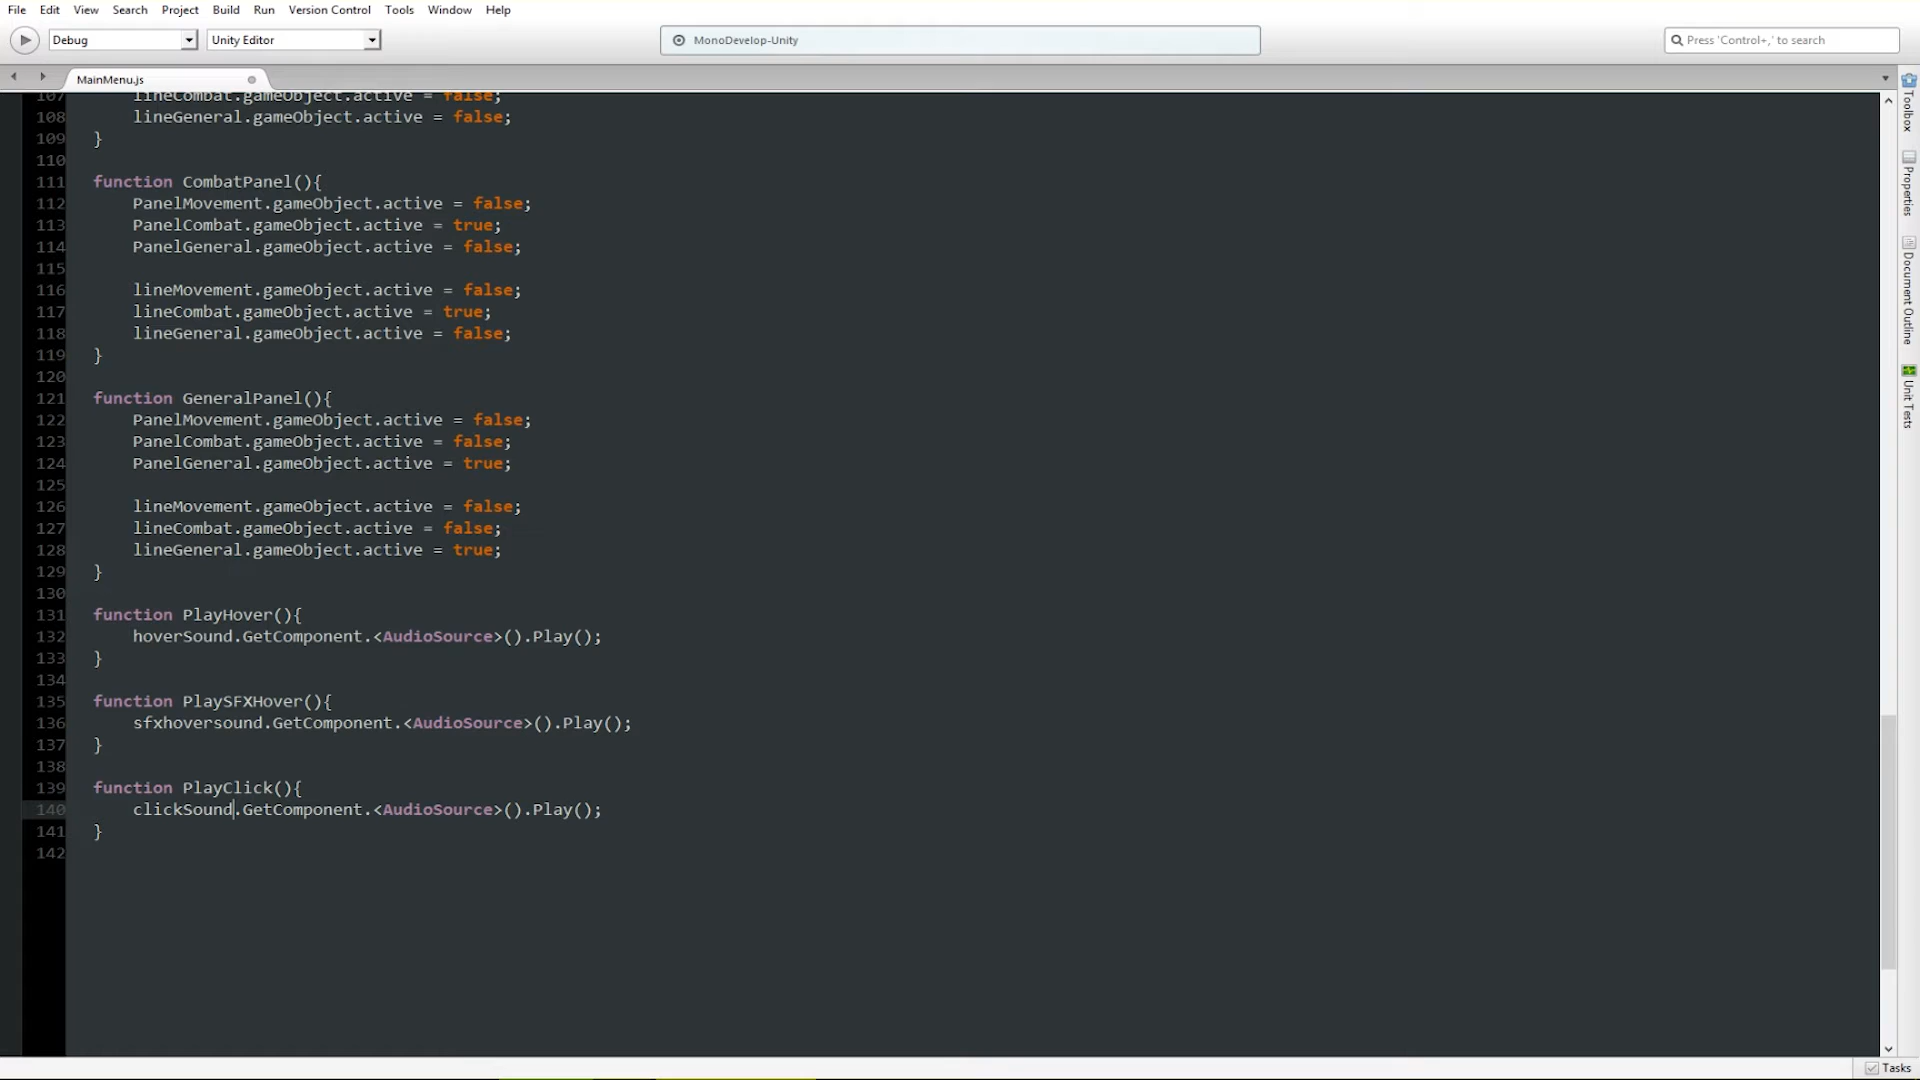 File Edit View Search Project Build Run Version Control Tools Window Help
Debug Unity Editor MonoDevelop-Unity Press 'Control+,' to search
MainMenu.js
107 lineCombat.gameObject.active = false;
108 lineGeneral.gameObject.active = false;
109 }
110
111 function CombatPanel(){
112 PanelMovement.gameObject.active = false;
113 PanelCombat.gameObject.active = true;
114 PanelGeneral.gameObject.active = false;
115
116 lineMovement.gameObject.active = false;
117 lineCombat.gameObject.active = true;
118 lineGeneral.gameObject.active = false;
119 }
120
121 function GeneralPanel(){
122 PanelMovement.gameObject.active = false;
123 PanelCombat.gameObject.active = false;
124 PanelGeneral.gameObject.active = true;
125
126 lineMovement.gameObject.active = false;
127 lineCombat.gameObject.active = false;
128 lineGeneral.gameObject.active = true;
129 }
130
131 function PlayHover(){
132 hoverSound.GetComponent.<AudioSource>().Play();
133 }
134
135 function PlaySFXHover(){
136 sfxhoversound.GetComponent.<AudioSource>().Play();
137 }
138
139 function PlayClick(){
140 clickSound.GetComponent.<AudioSource>().Play();
141 }
142
Toolbox
Properties
Document Outline
Unit Tests
Tasks